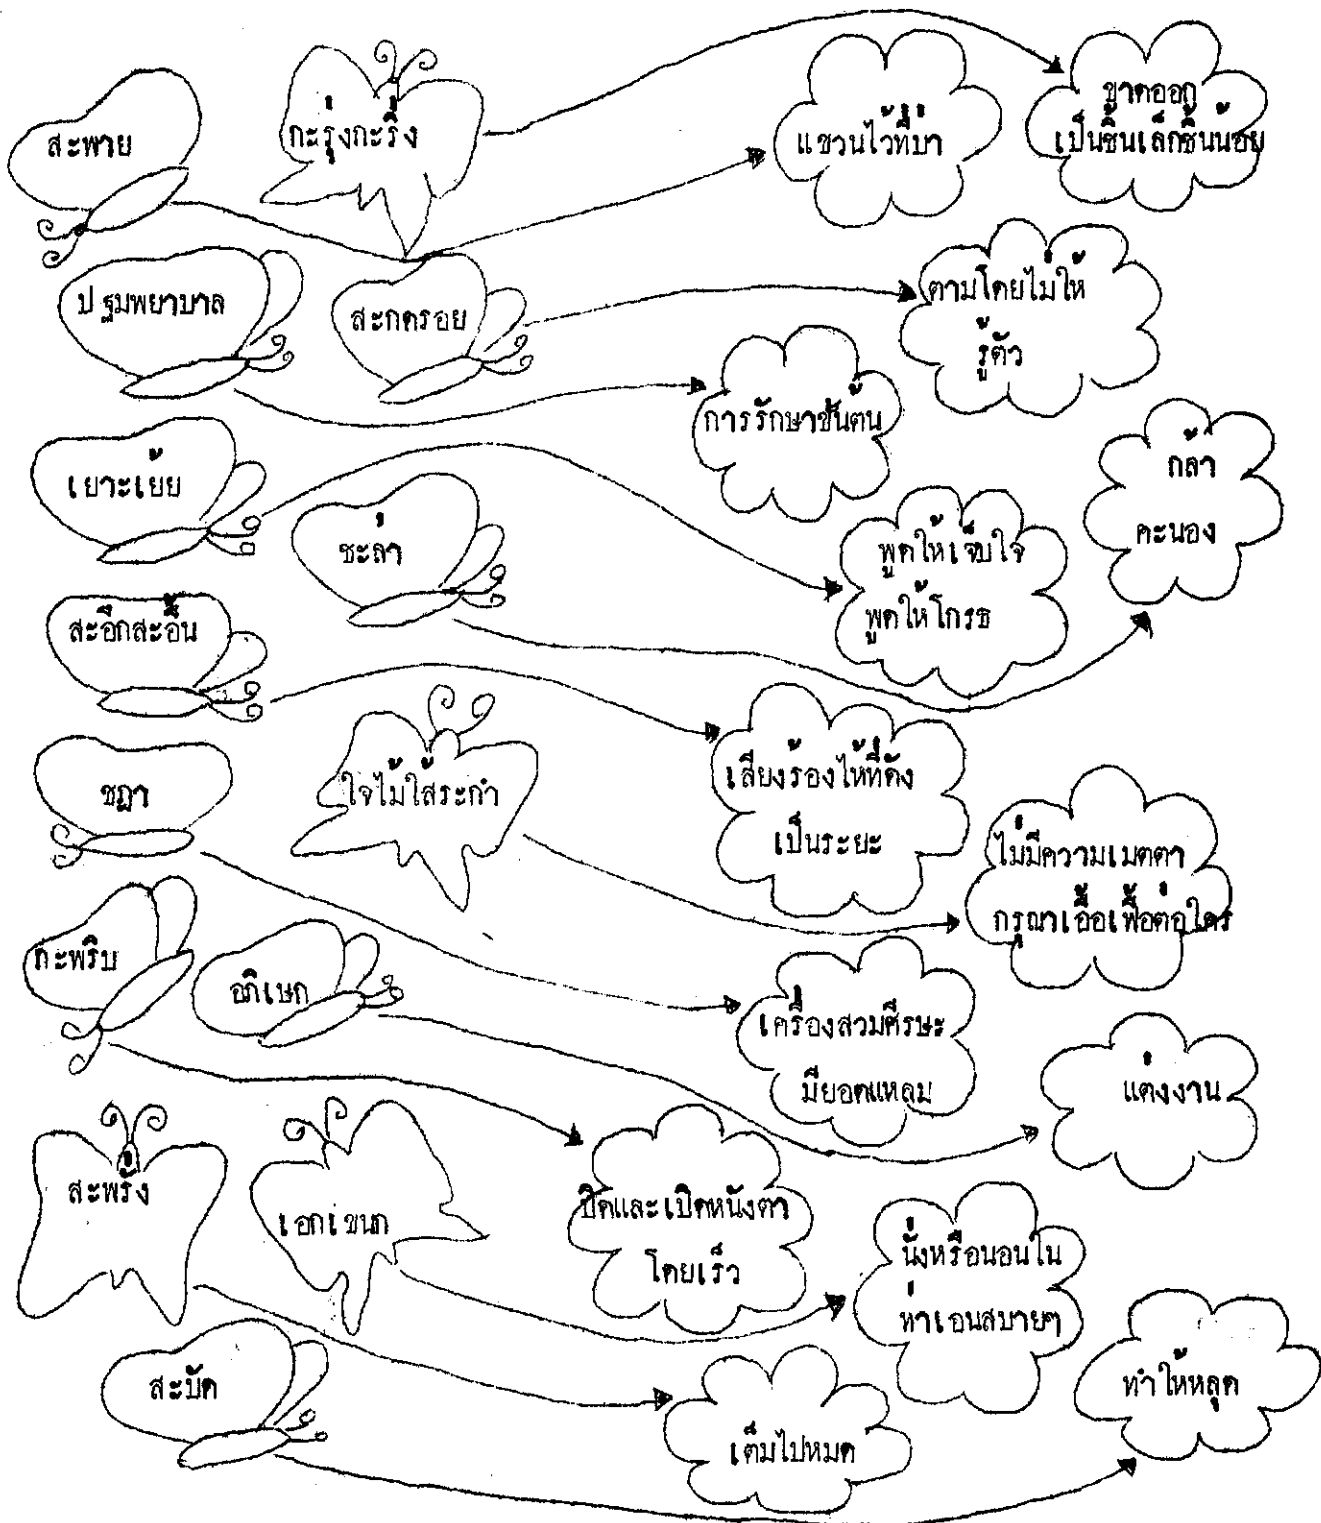 สะพาย
กะรุ่งกะริ่ง
แขวนไว้ที่บ่า
ขาดออก
เป็นชิ้นเล็กชิ้นน้อย
ปฐมพยาบาล
สะกดรอย
ตามโดยไม่ให้
รู้ตัว
การรักษาขั้นต้น
เยาะเย้ย
ชะล่า
กล้า
คะนอง
พูดให้เจ็บใจ
พูดให้โกรธ
สะอึกสะอื้น
เสียงร้องไห้ที่ดัง
เป็นระยะ
ชฎา
ใจไม้ไส้ระกำ
ไม่มีความเมตตา
กรุณาเอื้อเฟื้อต่อใคร
กะพริบ
อภิเษก
เครื่องสวมศีรษะ
มียอดแหลม
แต่งงาน
สะพรั่ง
เอกเขนก
ปิดและเปิดหนังตา
โดยเร็ว
นั่งหรือนอนใน
ท่าเอนสบายๆ
สะบัด
เต็มไปหมด
ทำให้หลุด